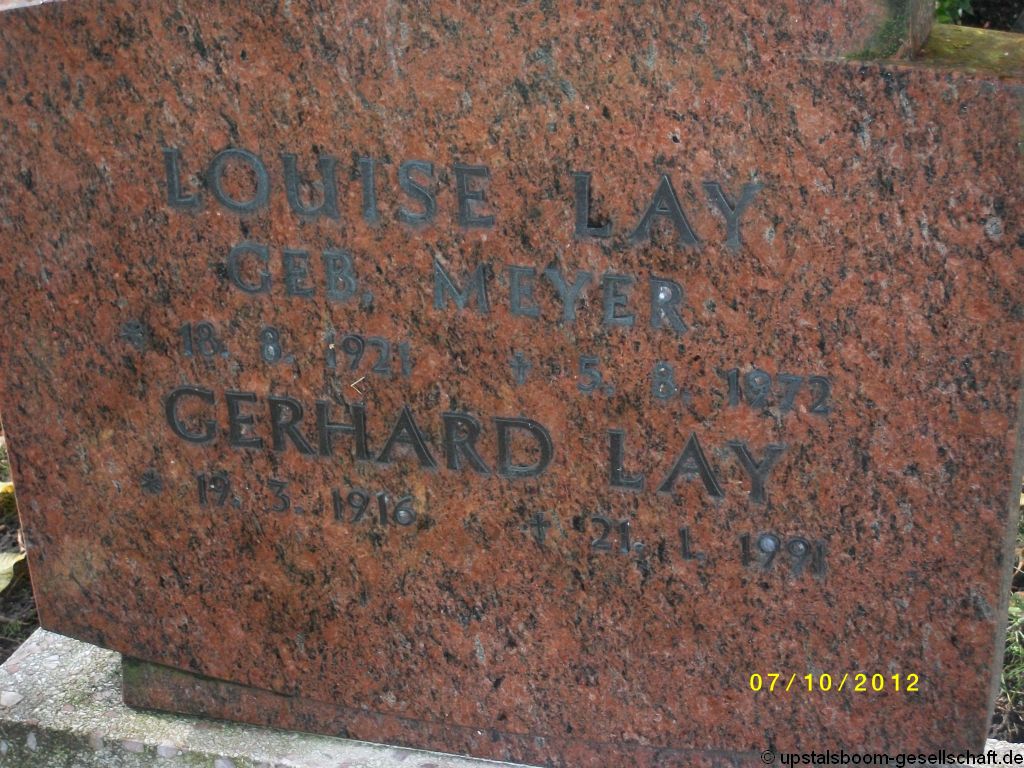 LOUISE LAY
GEB. MEYER
* 18. 8. 1921 † 5. 8. 1972
GERHARD LAY
* 19. 3. 1916 † 21. 1. 1991
07/10/2012
© upstalsboom-gesellschaft.de